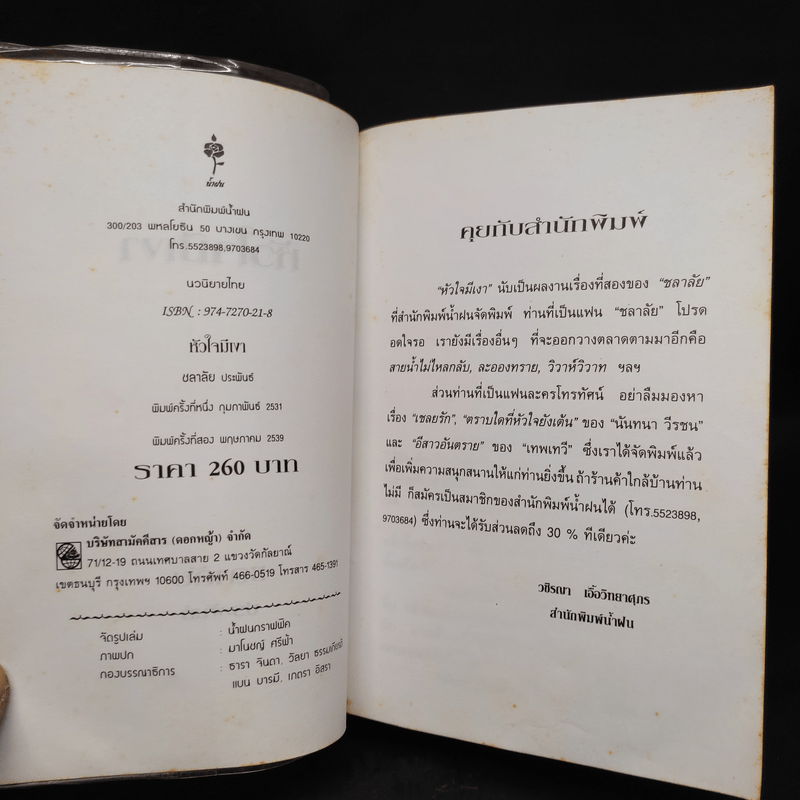 น้ำฝน
สำนักพิมพ์น้ำฝน
300/203 พหลโยธิน 50 บางเขน กรุงเทพ 10220
โทร.5523898,9703684
นวนิยายไทย
ISBN : 974-7270-21-8
หัวใจมีเงา
ชลาลัย ประพันธ์
พิมพ์ครั้งที่หนึ่ง กุมภาพันธ์ 2531
พิมพ์ครั้งที่สอง พฤษภาคม 2539
ราคา 260 บาท
จัดจำหน่ายโดย
บริษัทสามัคคีสาร (ดอกหญ้า) จำกัด
71/12-19 ถนนเทศบาลสาย 2 แขวงวัดกัลยาณ์
เขตธนบุรี กรุงเทพฯ 10600 โทรศัพท์ 466-0519 โทรสาร 465-1391
จัดรูปเล่ม : น้ำฝนกราฟฟิค
ภาพปก : มาโนชญ์ ศรีฟ้า
กองบรรณาธิการ : ธารา จินดา, วัลยา ธรรมเกียรติ
แบน บารมี, เกตรา อิสรา
คุยกับสำนักพิมพ์
"หัวใจมีเงา" นับเป็นผลงานเรื่องที่สองของ "ชลาลัย"
ที่สำนักพิมพ์น้ำฝนจัดพิมพ์ ท่านที่เป็นแฟน "ชลาลัย" โปรด
อดใจรอ เรายังมีเรื่องอื่นๆ ที่จะออกวางตลาดตามมาอีกคือ
สายน้ำไม่ไหลกลับ, ละอองทราย, วิวาห์วิวาท ฯลฯ
ส่วนท่านที่เป็นแฟนละครโทรทัศน์ อย่าลืมมองหา
เรื่อง "เชลยรัก", "ตราบใดที่หัวใจยังเต้น" ของ "นันทนา วีรชน"
และ "อีสาวอันตราย" ของ "เทพเทวี" ซึ่งเราได้จัดพิมพ์แล้ว
เพื่อเพิ่มความสนุกสนานให้แก่ท่านยิ่งขึ้น ถ้าร้านค้าใกล้บ้านท่าน
ไม่มี ก็สมัครเป็นสมาชิกของสำนักพิมพ์น้ำฝนได้ (โทร.5523898,
9703684) ซึ่งท่านจะได้รับส่วนลดถึง 30 % ทีเดียวค่ะ
วชิรญา เอื้อวิทยาศุภร
สำนักพิมพ์น้ำฝน